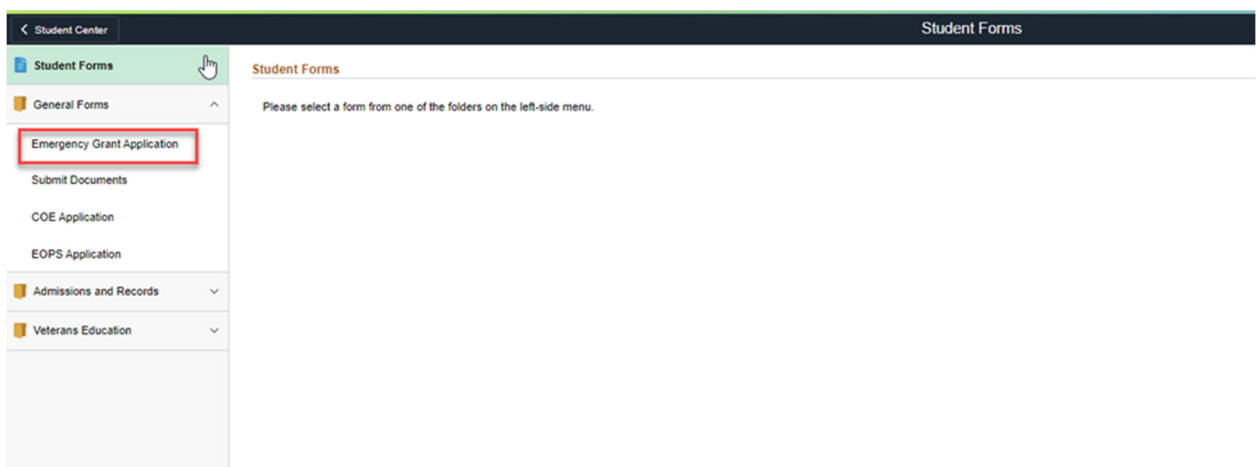 Student Center
Student Forms
Student Forms
Student Forms
General Forms
Please select a form from one of the folders on the left-side menu.
Emergency Grant Application
Submit Documents
COE Application
EOPS Application
Admissions and Records
Veterans Education